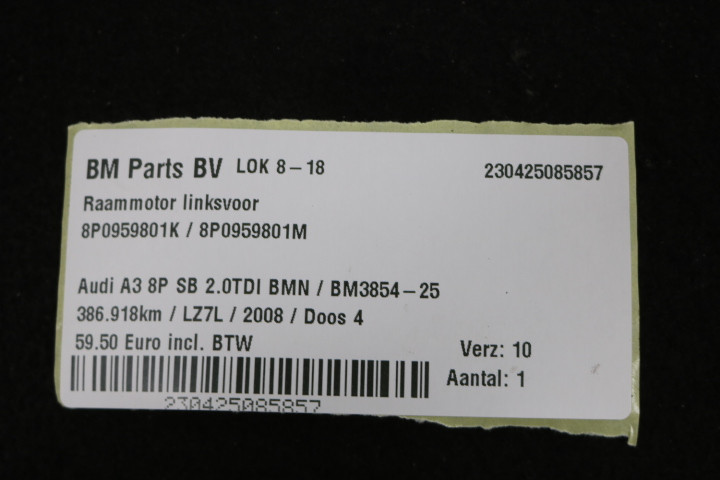 BM Parts BV LOK 8-18 230425085857
Raammotor linksvoor
8P0959801K / 8P0959801M
Audi A3 8P SB 2.0TDI BMN / BM3854-25
386.918km / LZ7L / 2008 / Doos 4
59.50 Euro incl. BTW
Verz: 10
Aantal: 1
230425085857